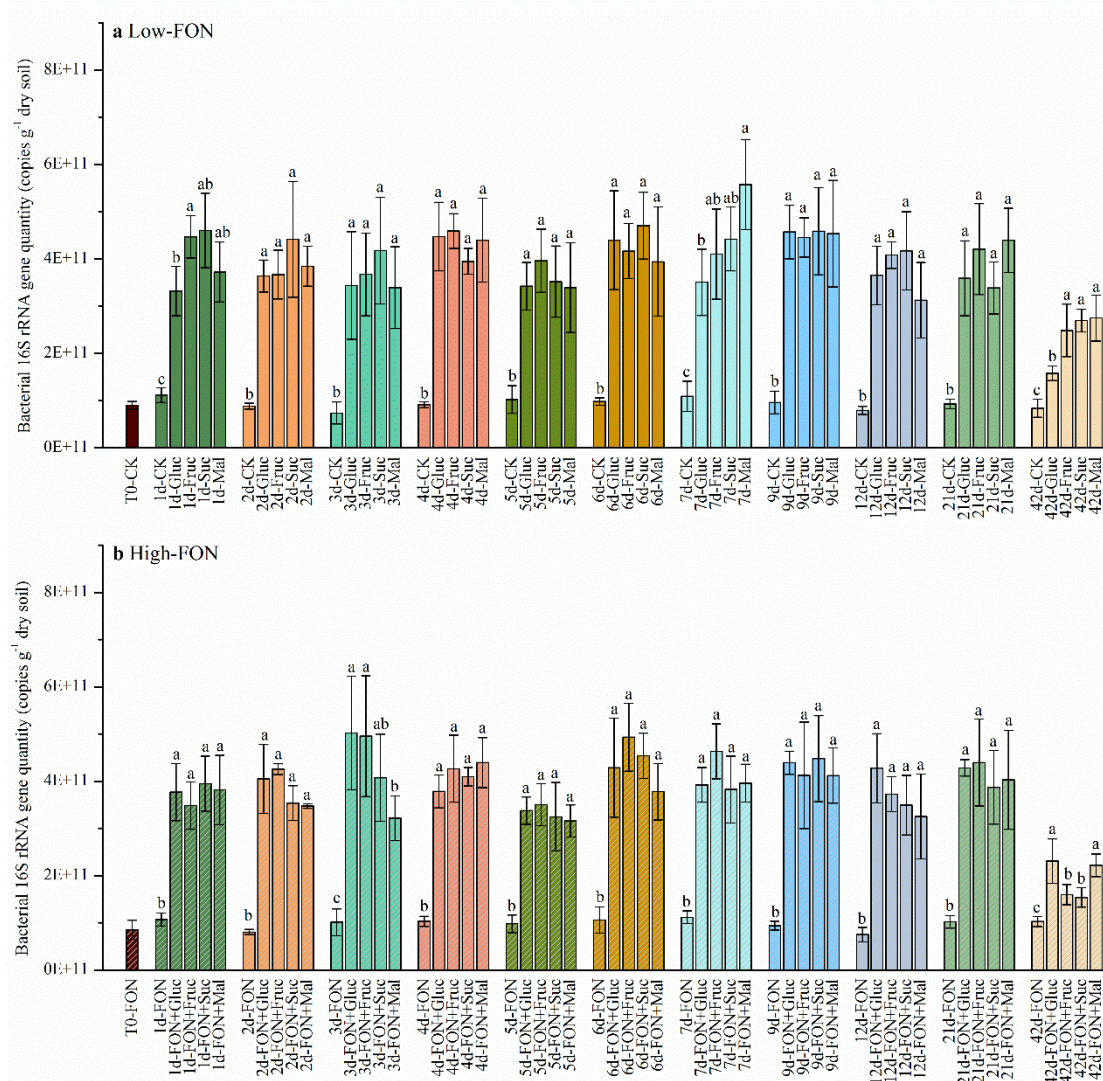 a Low-FON
Bacterial 16S rRNA gene quantity (copies g-1 dry soil)
8E+11
6E+11
4E+11
2E+11
0E+11
c b a ab ab
b a a a a
b a a a a
b a a a a
b a a a a
b a a a a
c b ab ab a
b a a a a
b a a a a
b a a a a
c b a a a
T0-CK
1d-CK
1d-Gluc
1d-Fruc
1d-Suc
1d-Mal
2d-CK
2d-Gluc
2d-Fruc
2d-Suc
2d-Mal
3d-CK
3d-Gluc
3d-Fruc
3d-Suc
3d-Mal
4d-CK
4d-Gluc
4d-Fruc
4d-Suc
4d-Mal
5d-CK
5d-Gluc
5d-Fruc
5d-Suc
5d-Mal
6d-CK
6d-Gluc
6d-Fruc
6d-Suc
6d-Mal
7d-CK
7d-Gluc
7d-Fruc
7d-Suc
7d-Mal
9d-CK
9d-Gluc
9d-Fruc
9d-Suc
9d-Mal
12d-CK
12d-Gluc
12d-Fruc
12d-Suc
12d-Mal
21d-CK
21d-Gluc
21d-Fruc
21d-Suc
21d-Mal
42d-CK
42d-Gluc
42d-Fruc
42d-Suc
42d-Mal
b High-FON
Bacterial 16S rRNA gene quantity (copies g-1 dry soil)
8E+11
6E+11
4E+11
2E+11
0E+11
b a a a a
b a a a a
c a a ab b
b a a a a
b a a a a
b a a a a
b a a a a
b a a a a
b a a a a
b a a a a
c a b b a
T0-FON
1d-FON
1d-FON+Gluc
1d-FON+Fruc
1d-FON+Suc
1d-FON+Mal
2d-FON
2d-FON+Gluc
2d-FON+Fruc
2d-FON+Suc
2d-FON+Mal
3d-FON
3d-FON+Gluc
3d-FON+Fruc
3d-FON+Suc
3d-FON+Mal
4d-FON
4d-FON+Gluc
4d-FON+Fruc
4d-FON+Suc
4d-FON+Mal
5d-FON
5d-FON+Gluc
5d-FON+Fruc
5d-FON+Suc
5d-FON+Mal
6d-FON
6d-FON+Gluc
6d-FON+Fruc
6d-FON+Suc
6d-FON+Mal
7d-FON
7d-FON+Gluc
7d-FON+Fruc
7d-FON+Suc
7d-FON+Mal
9d-FON
9d-FON+Gluc
9d-FON+Fruc
9d-FON+Suc
9d-FON+Mal
12d-FON
12d-FON+Gluc
12d-FON+Fruc
12d-FON+Suc
12d-FON+Mal
21d-FON
21d-FON+Gluc
21d-FON+Fruc
21d-FON+Suc
21d-FON+Mal
42d-FON
12d-FON+Gluc
42d-FON+Fruc
42d-FON+Suc
42d-FON+Mal